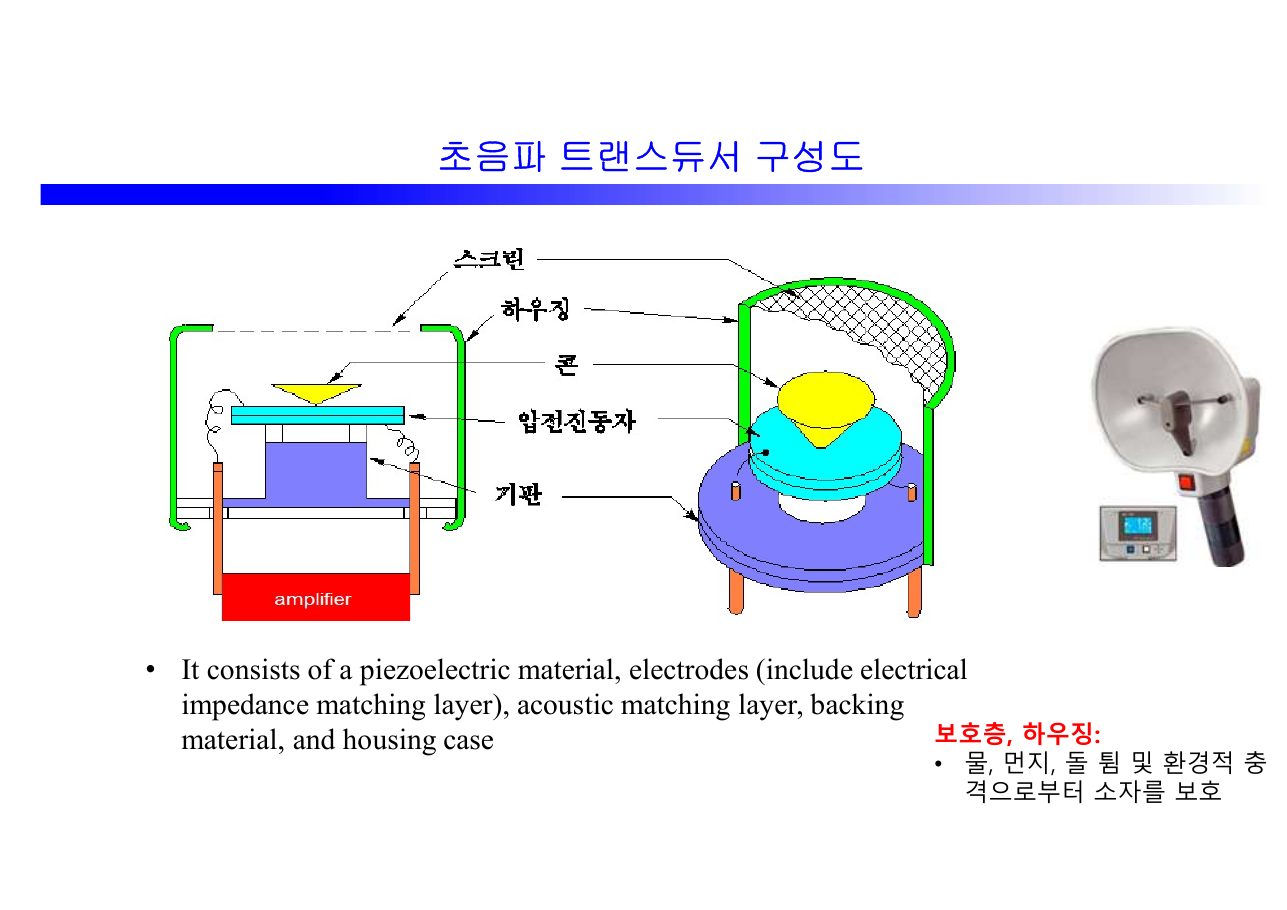 초음파 트랜스듀서 구성도
스크린
하우징
콘
압전진동자
기판
amplifier
• It consists of a piezoelectric material, electrodes (include electrical
impedance matching layer), acoustic matching layer, backing
material, and housing case
보호층, 하우징:
• 물, 먼지, 돌 튐 및 환경적 충
격으로부터 소자를 보호